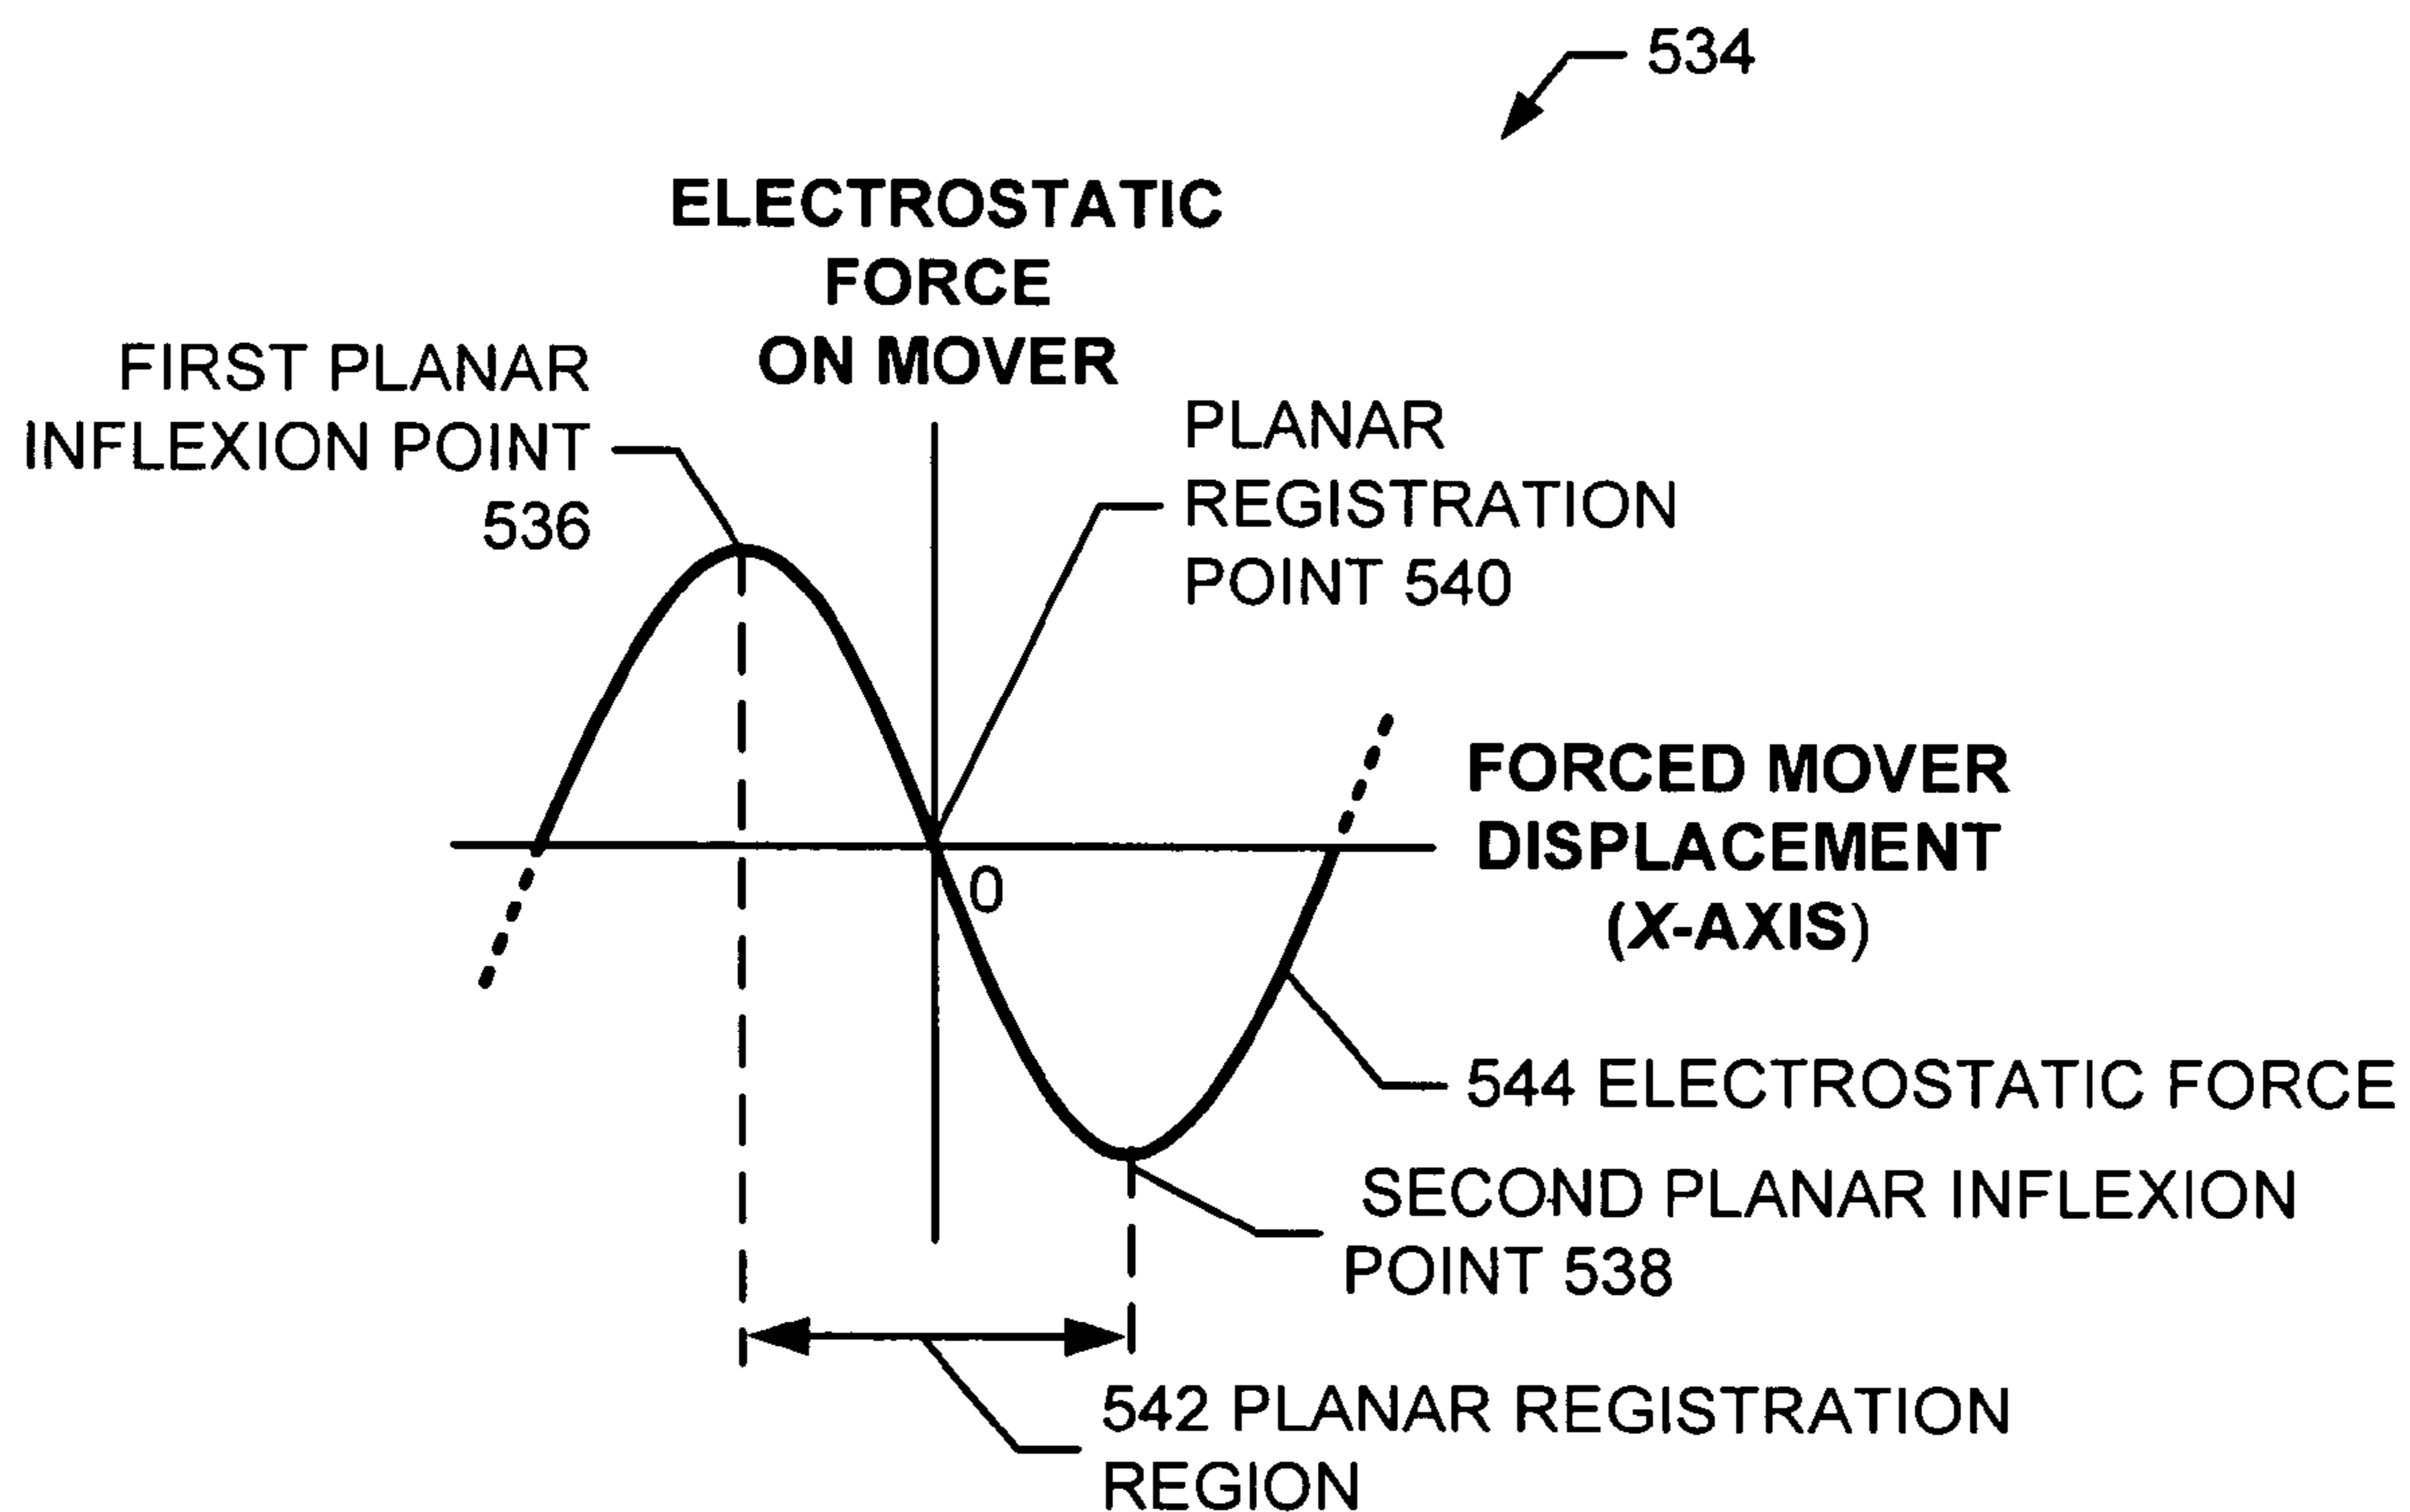 534
ELECTROSTATIC
FORCE
ON MOVER
FIRST PLANAR
INFLEXION POINT
536
PLANAR
REGISTRATION
POINT 540
FORCED MOVER
DISPLACEMENT
(X-AXIS)
0
544 ELECTROSTATIC FORCE
SECOND PLANAR INFLEXION
POINT 538
542 PLANAR REGISTRATION
REGION